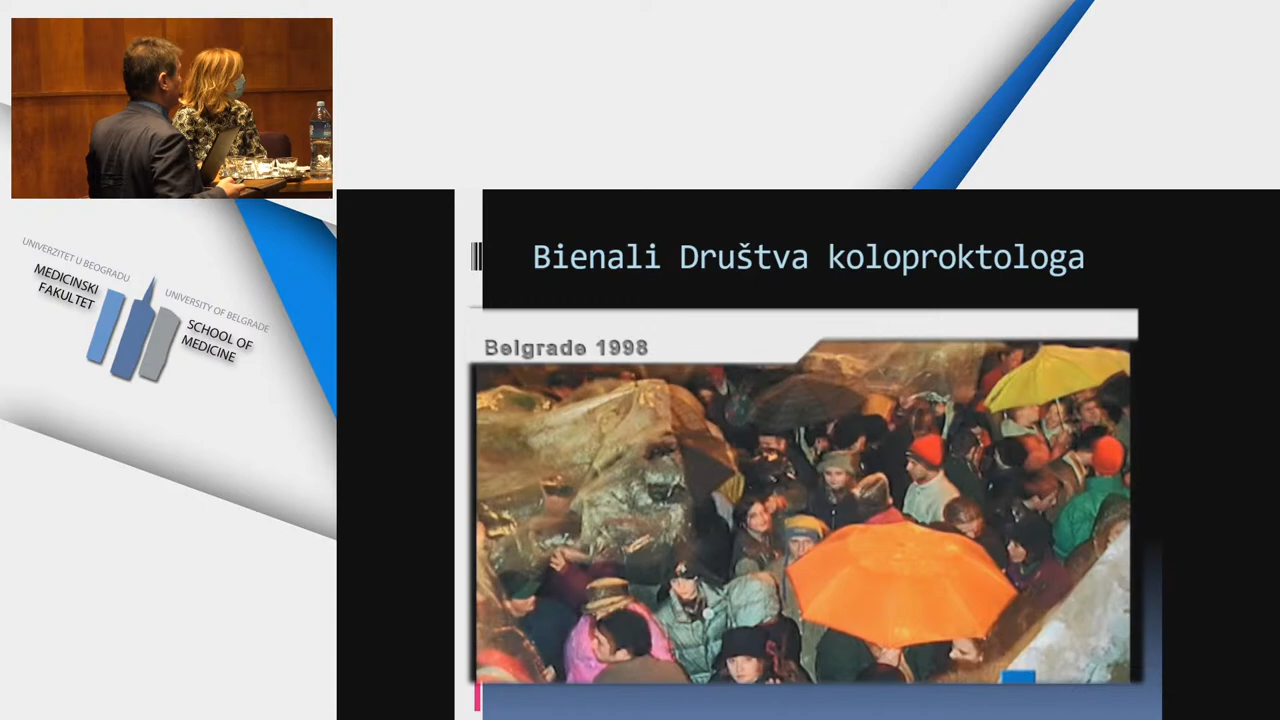 UNIVERZITET U BEOGRADU
MEDICINSKI
FAKULTET
UNIVERSITY OF BELGRADE
SCHOOL OF
MEDICINE
Bienali Društva koloproktologa
Belgrade 1998